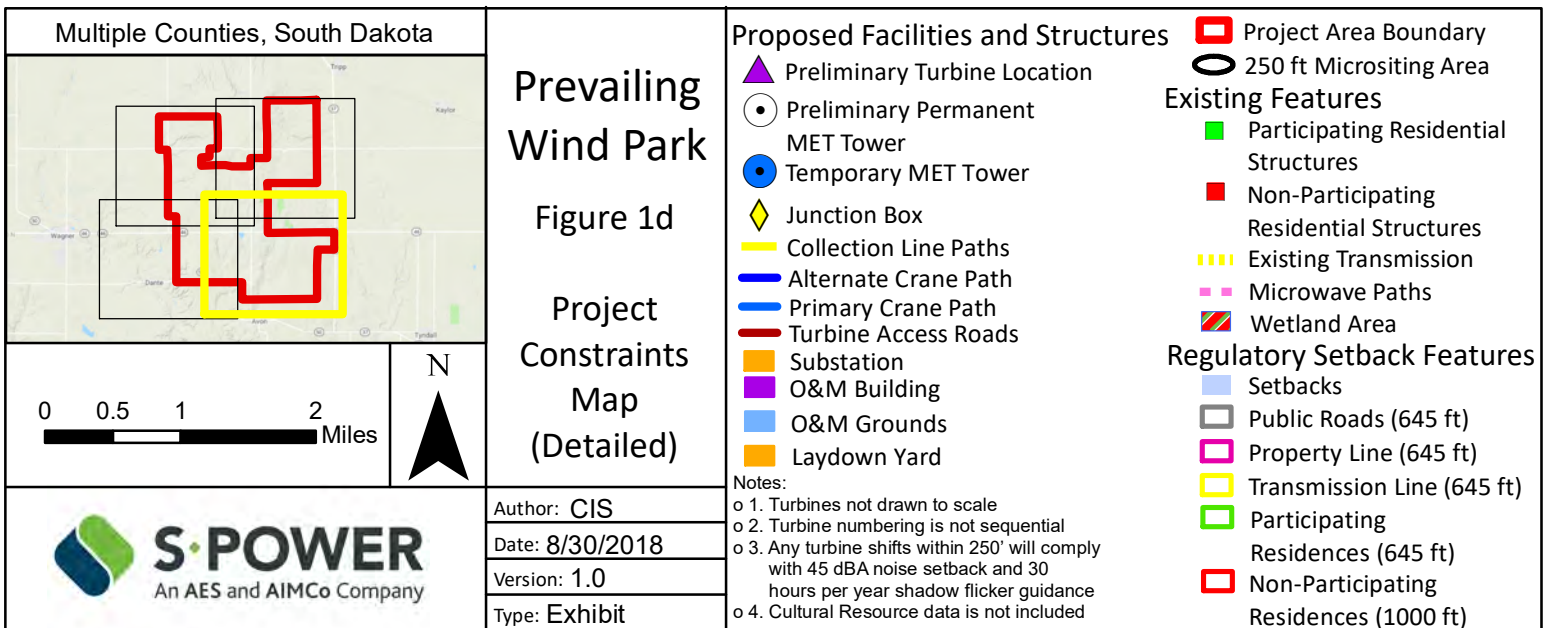 Multiple Counties, South Dakota
Tripp
Kaylor
Wagner
Dante
Avon
Tyndall
0 0.5 1 2
Miles
N
S·POWER
An AES and AIMCo Company
Prevailing
Wind Park
Figure 1d
Project
Constraints
Map
(Detailed)
Author: CIS
Date: 8/30/2018
Version: 1.0
Type: Exhibit
Proposed Facilities and Structures
Preliminary Turbine Location
Preliminary Permanent
MET Tower
Temporary MET Tower
Junction Box
Collection Line Paths
Alternate Crane Path
Primary Crane Path
Turbine Access Roads
Substation
O&M Building
O&M Grounds
Laydown Yard
Notes:
o 1. Turbines not drawn to scale
o 2. Turbine numbering is not sequential
o 3. Any turbine shifts within 250' will comply
with 45 dBA noise setback and 30
hours per year shadow flicker guidance
o 4. Cultural Resource data is not included
Project Area Boundary
250 ft Micrositing Area
Existing Features
Participating Residential
Structures
Non-Participating
Residential Structures
Existing Transmission
Microwave Paths
Wetland Area
Regulatory Setback Features
Setbacks
Public Roads (645 ft)
Property Line (645 ft)
Transmission Line (645 ft)
Participating
Residences (645 ft)
Non-Participating
Residences (1000 ft)